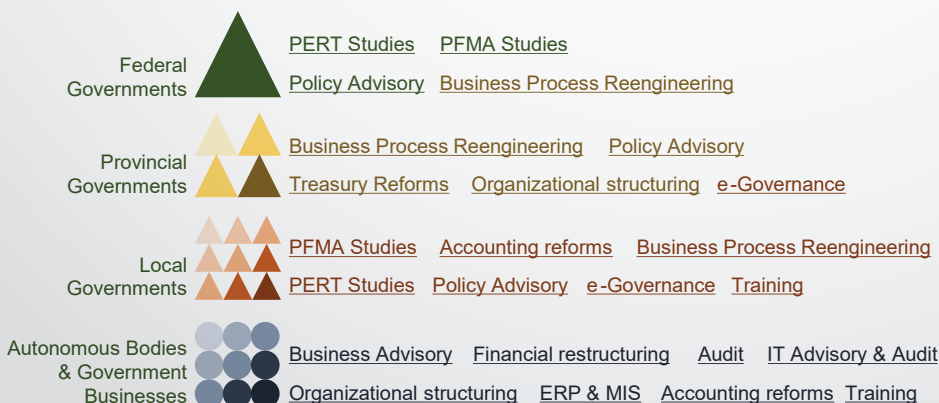 Federal
Governments
PERT Studies PFMA Studies
Policy Advisory Business Process Reengineering
Provincial
Governments
Business Process Reengineering Policy Advisory
Treasury Reforms Organizational structuring e-Governance
Local
Governments
PFMA Studies Accounting reforms Business Process Reengineering
PERT Studies Policy Advisory e-Governance Training
Autonomous Bodies
& Government
Businesses
Business Advisory Financial restructuring Audit IT Advisory & Audit
Organizational structuring ERP & MIS Accounting reforms Training